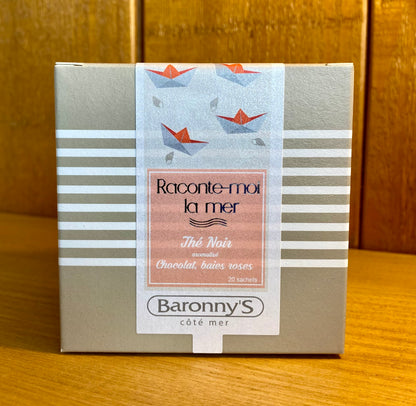 Raconte-moi
la mer
Thé Noir
aromatisé
Chocolat, baies roses
20 sachets
Baronny'S
côté mer